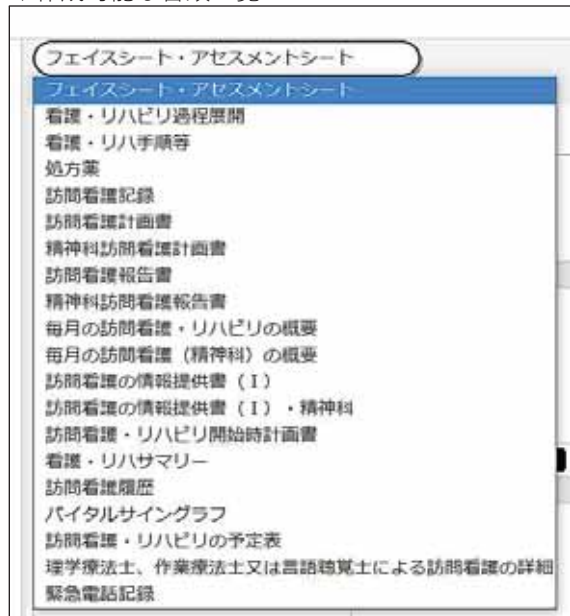 フェイスシート・アセスメントシート
フェイスシート・アセスメントシート
看護・リハビリ過程展開
看護・リハ手順等
処方薬
訪問看護記録
訪問看護計画書
精神科訪問看護計画書
訪問看護報告書
精神科訪問看護報告書
毎月の訪問看護・リハビリの概要
毎月の訪問看護（精神科）の概要
訪問看護の情報提供書（Ⅰ）
訪問看護の情報提供書（Ⅰ）・精神科
訪問看護・リハビリ開始時計画書
看護・リハサマリー
訪問看護履歴
バイタルサイングラフ
訪問看護・リハビリの予定表
理学療法士、作業療法士又は言語聴覚士による訪問看護の詳細
緊急電話記録